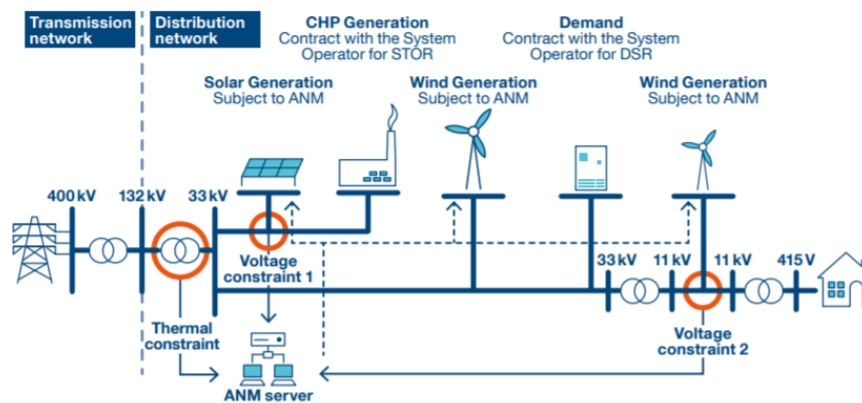 Transmission
network
Distribution
network
CHP Generation
Contract with the System
Operator for STOR
Demand
Contract with the System
Operator for DSR
Solar Generation
Subject to ANM
Wind Generation
Subject to ANM
Wind Generation
Subject to ANM
400 kV
132 kV
33 kV
Voltage
constraint 1
33 kV
11 kV
11 kV
415 V
Thermal
constraint
Voltage
constraint 2
ANM server